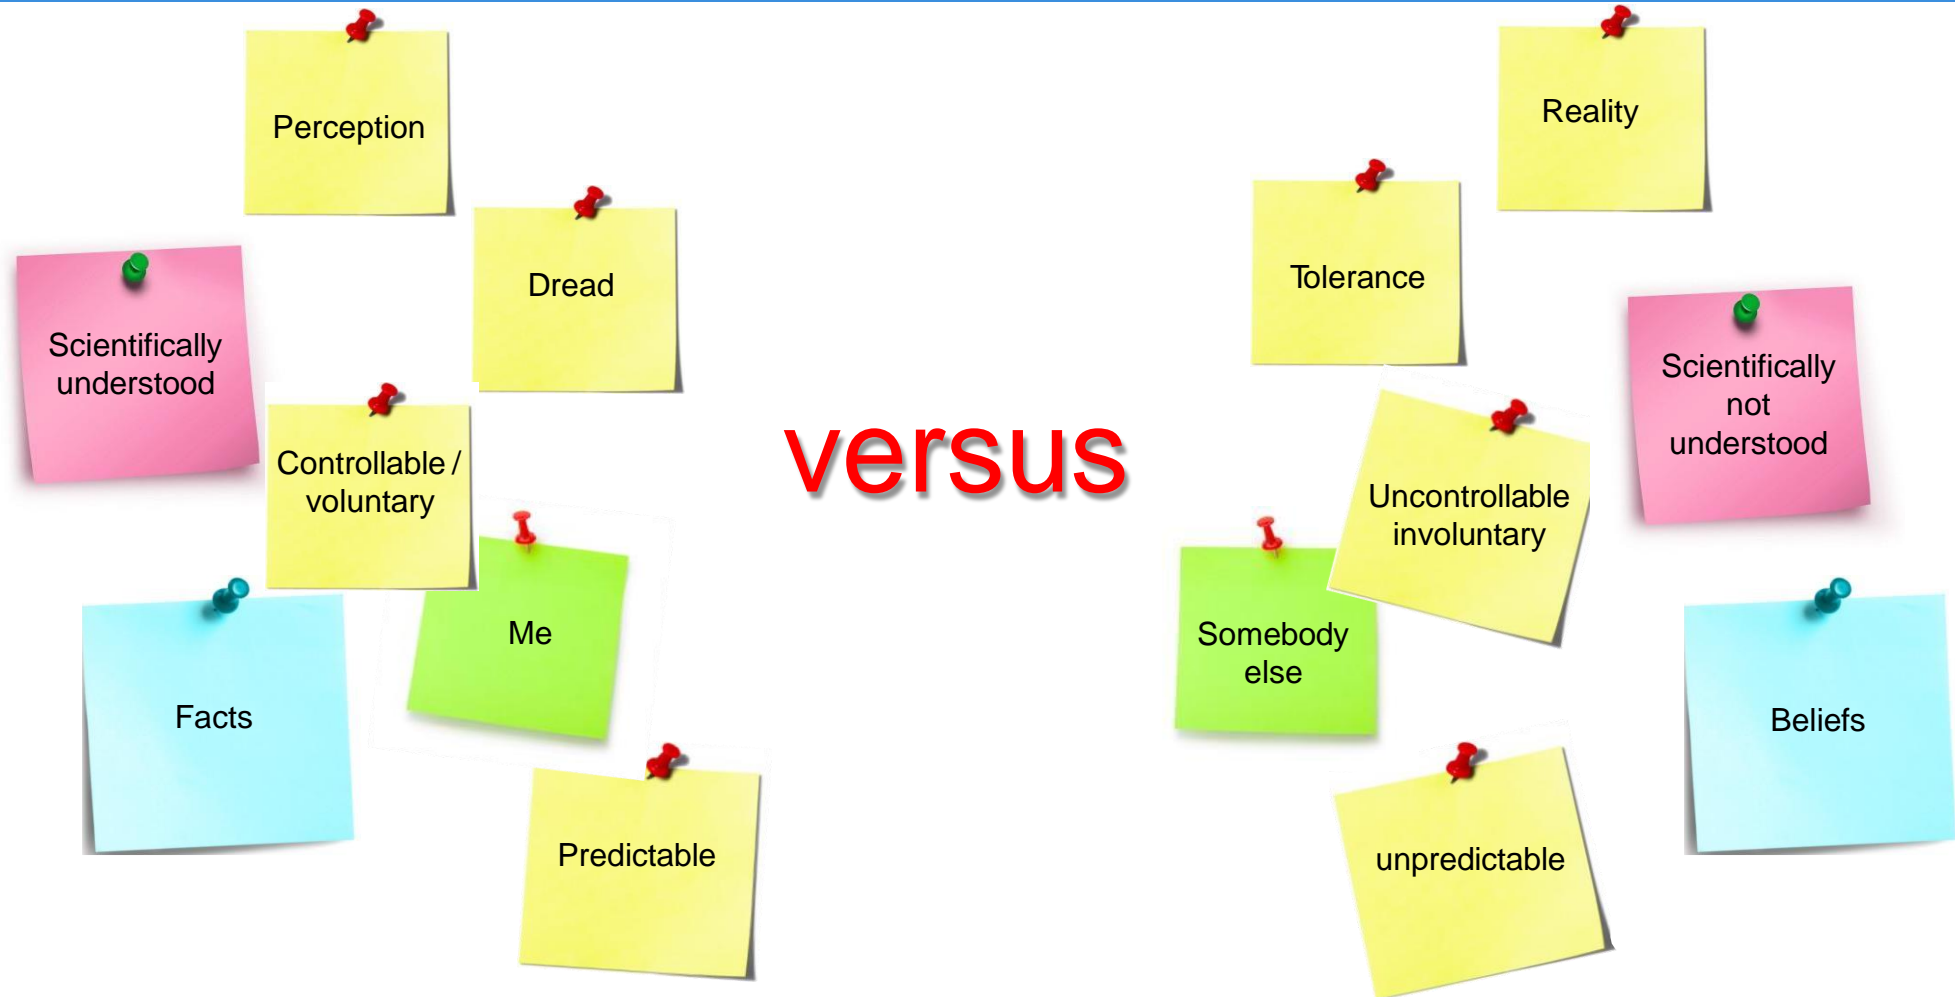 Perception
Dread
Scientifically
understood
Controllable /
voluntary
Me
Facts
Predictable
versus
Reality
Tolerance
Scientifically
not
understood
Uncontrollable
involuntary
Somebody
else
Beliefs
unpredictable